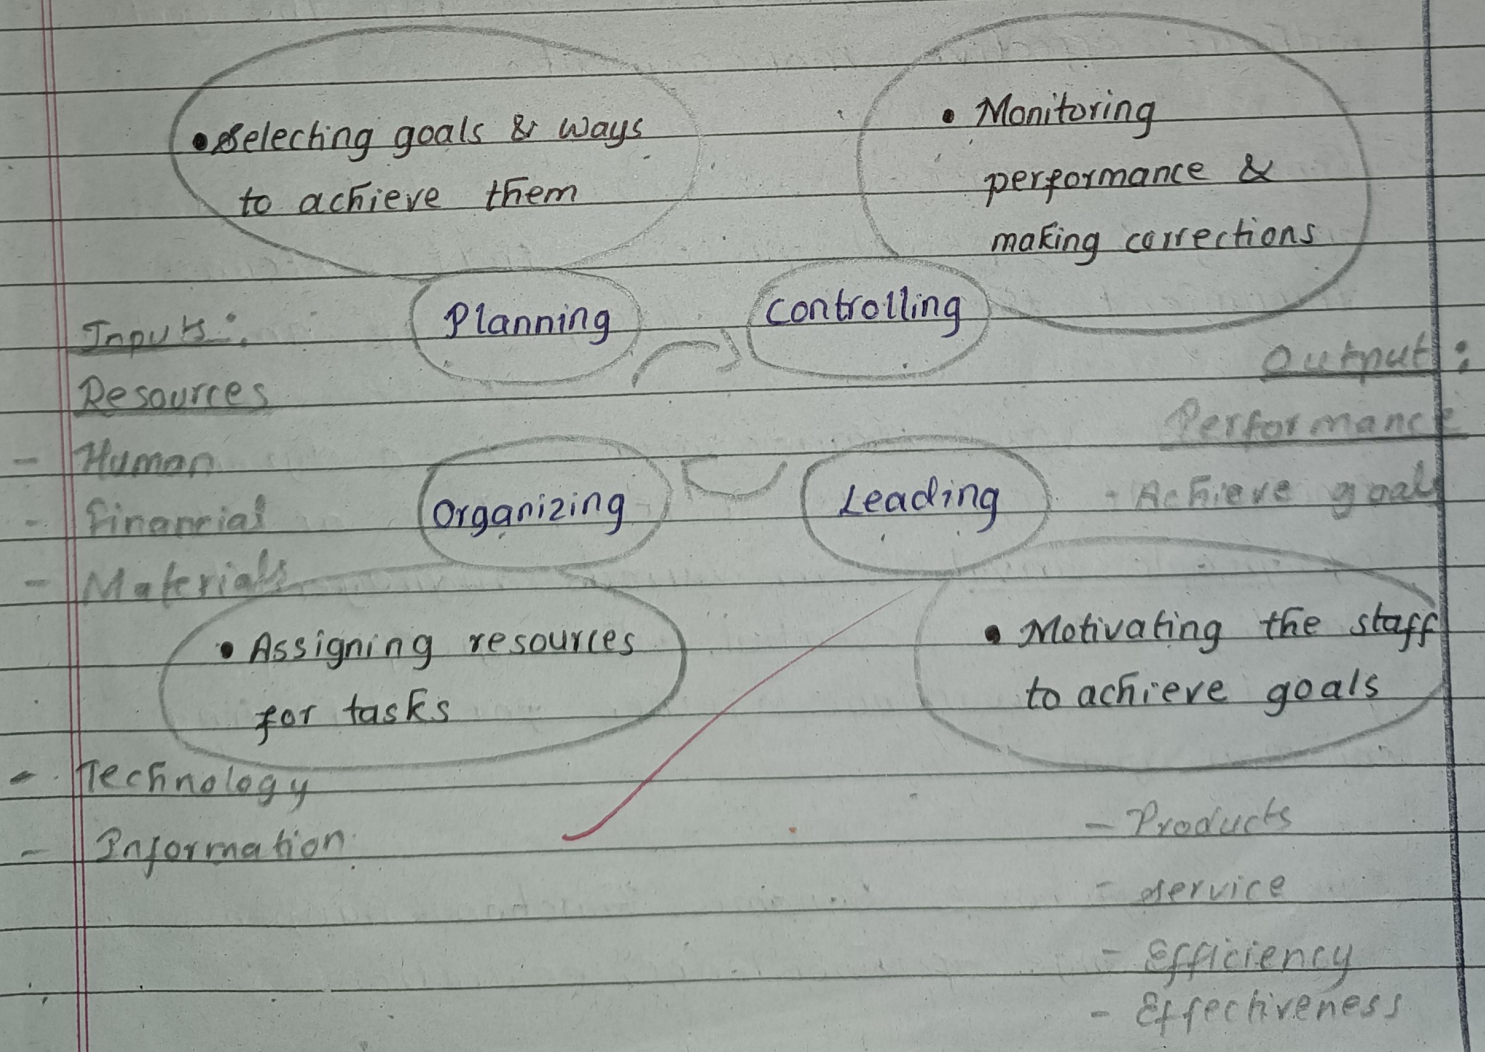 • Selecting goals & ways
to achieve them
• Monitoring
performance &
making corrections
Planning
Controlling
Inputs:
Resources
- Human
- Financial
- Materials
Output:
Performance
- Achieve goals
Organizing
Leading
• Assigning resources
for tasks
• Motivating the staff
to achieve goals
- Technology
- Information
- Products
- Service
- Efficiency
- Effectiveness